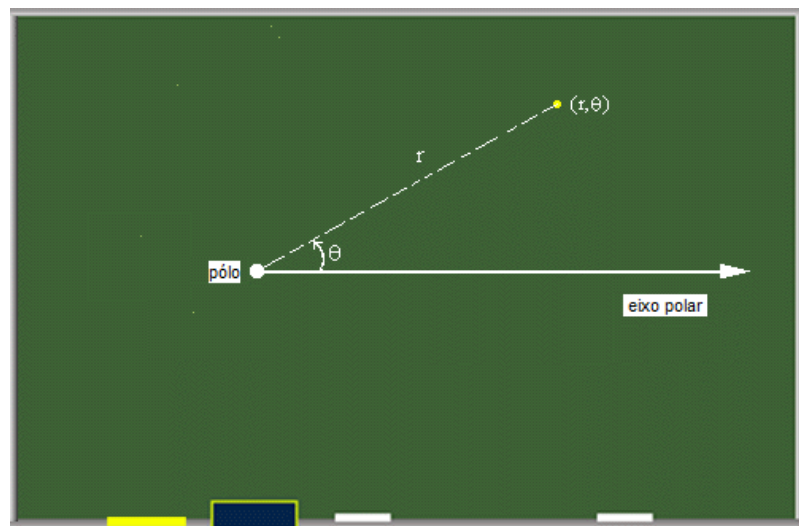 (r,θ)
r
θ
pólo
eixo polar